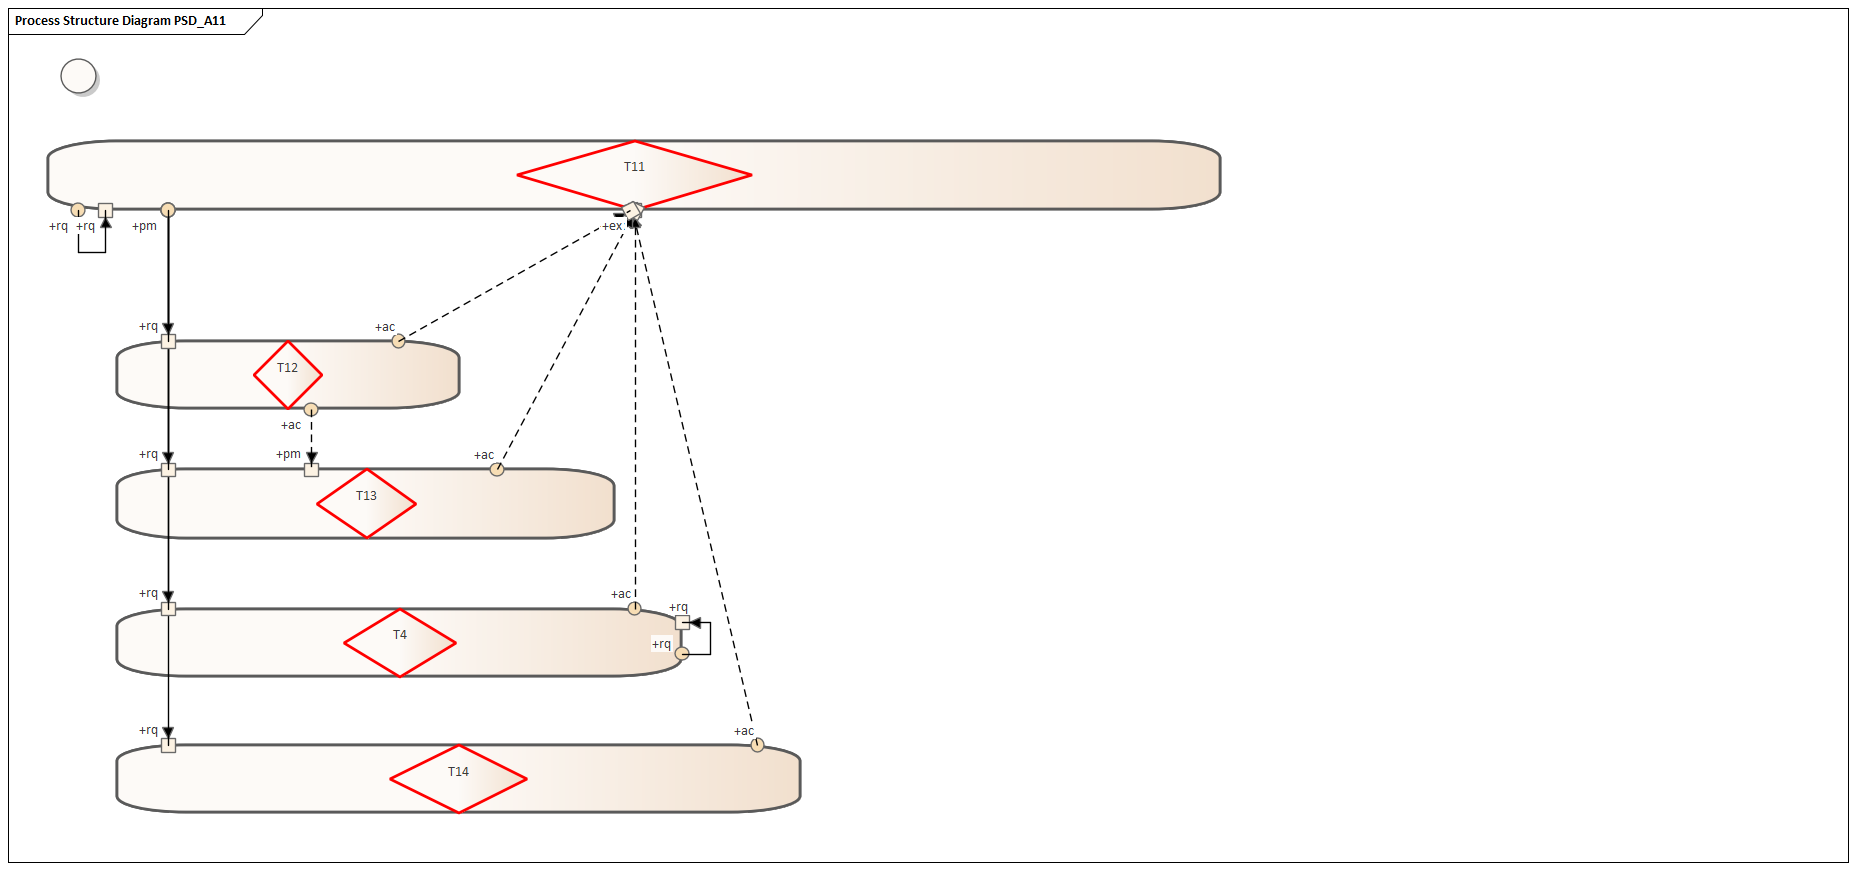 Process Structure Diagram PSD_A11
T11
+rq +rq +pm +ex
+rq +ac
T12
+ac
+rq +pm +ac
T13
+rq +ac +rq
T4
+rq
+rq +ac
T14